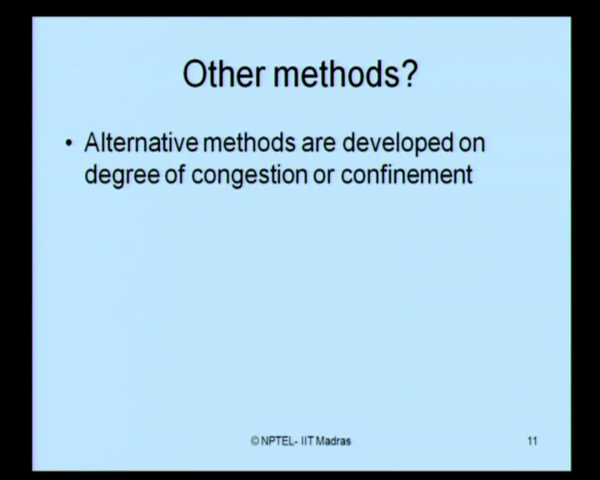 Other methods?
• Alternative methods are developed on
degree of congestion or confinement
© NPTEL- IIT Madras
11